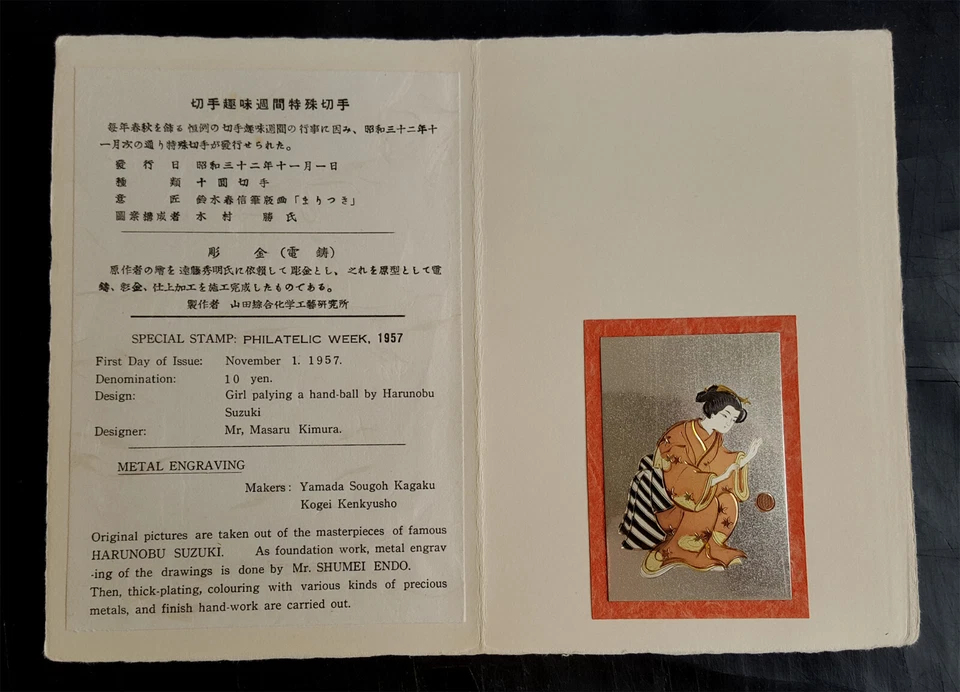 切手趣味週間特殊切手
毎年春秋を飾る恒例の切手趣味週間の行事に因み、昭和三十二年十
一月次の通り特殊切手が発行せられた。
発行日 昭和三十二年十一月一日
種類 十圓切手
意匠 鈴木春信筆版画「まりつき」
圖案構成者 木村 勝氏
彫金(電鋳)
原作者の繪を遠藤秀明氏に依頼して彫金とし、之れを原型として電
鋳、彩金、仕上加工を施工完成したものである。
製作者 山田綜合化学工藝研究所
SPECIAL STAMP: PHILATELIC WEEK, 1957
First Day of Issue: November 1. 1957.
Denomination: 10 yen.
Design: Girl palying a hand-ball by Harunobu
Suzuki
Designer: Mr, Masaru Kimura.
METAL ENGRAVING
Makers: Yamada Sougoh Kagaku
Kogei Kenkyusho
Original pictures are taken out of the masterpieces of famous
HARUNOBU SUZUKI. As foundation work, metal engrav
-ing of the drawings is done by Mr. SHUMEI ENDO.
Then, thick-plating, colouring with various kinds of precious
metals, and finish hand-work are carried out.